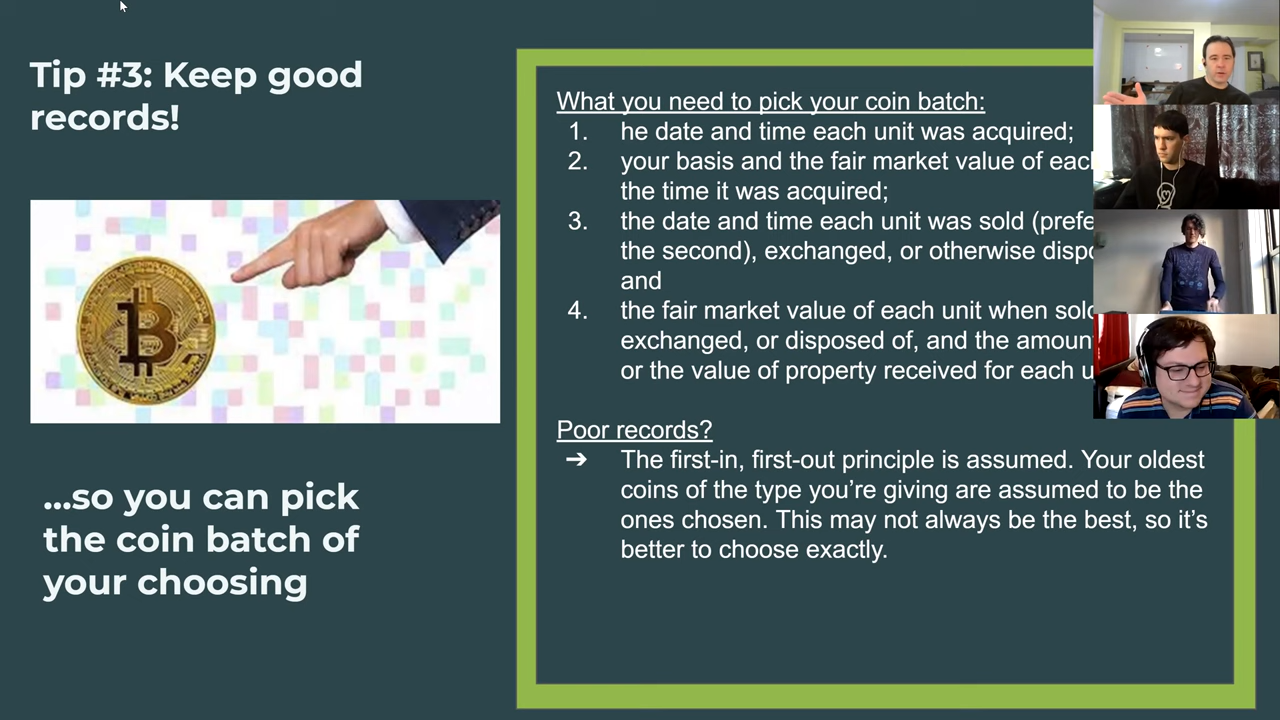 Tip #3: Keep good
records!
...so you can pick
the coin batch of
your choosing
What you need to pick your coin batch:
1. he date and time each unit was acquired;
2. your basis and the fair market value of
the time it was acquired;
3. the date and time each unit was sold
the second), exchanged, or otherwise
and
4. the fair market value of each unit when
exchanged, or disposed of, and the
or the value of property received for each
Poor records?
➔ The first-in, first-out principle is assumed. Your oldest
coins of the type you’re giving are assumed to be the
ones chosen. This may not always be the best, so it’s
better to choose exactly.